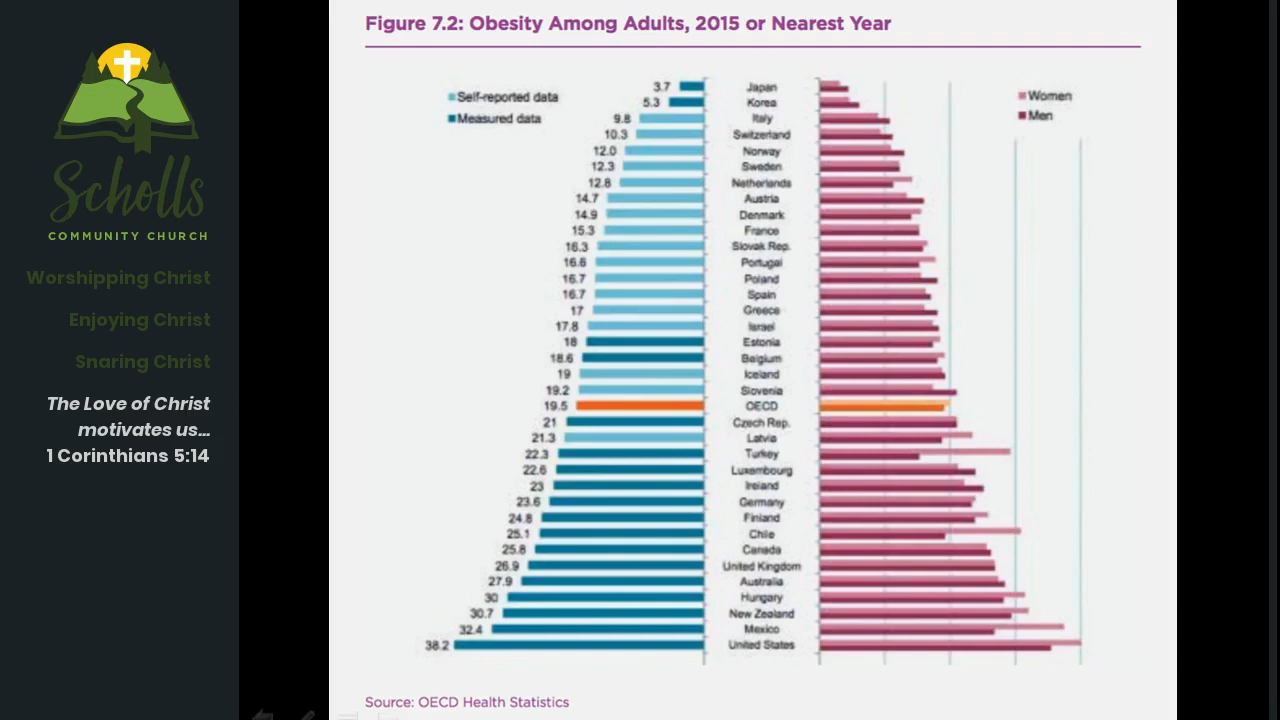 Scholls
COMMUNITY CHURCH
Worshipping Christ
Enjoying Christ
Snaring Christ
The Love of Christ
motivates us...
1 Corinthians 5:14
Figure 7.2: Obesity Among Adults, 2015 or Nearest Year
Self-reported data
Measured data
Women
Men
3.7 Japan
5.3 Korea
9.8 Italy
10.3 Switzerland
12.0 Norway
12.3 Sweden
12.8 Netherlands
14.7 Austria
14.9 Denmark
15.3 France
16.3 Slovak Rep.
16.6 Portugal
16.7 Poland
16.7 Spain
17 Greece
17.8 Israel
18 Estonia
18.6 Belgium
19 Iceland
19.2 Slovenia
19.5 OECD
21 Czech Rep.
21.3 Latvia
22.3 Turkey
22.6 Luxembourg
23 Ireland
23.6 Germany
24.8 Finland
25.1 Chile
25.8 Canada
26.9 United Kingdom
27.9 Australia
30 Hungary
30.7 New Zealand
32.4 Mexico
38.2 United States
Source: OECD Health Statistics